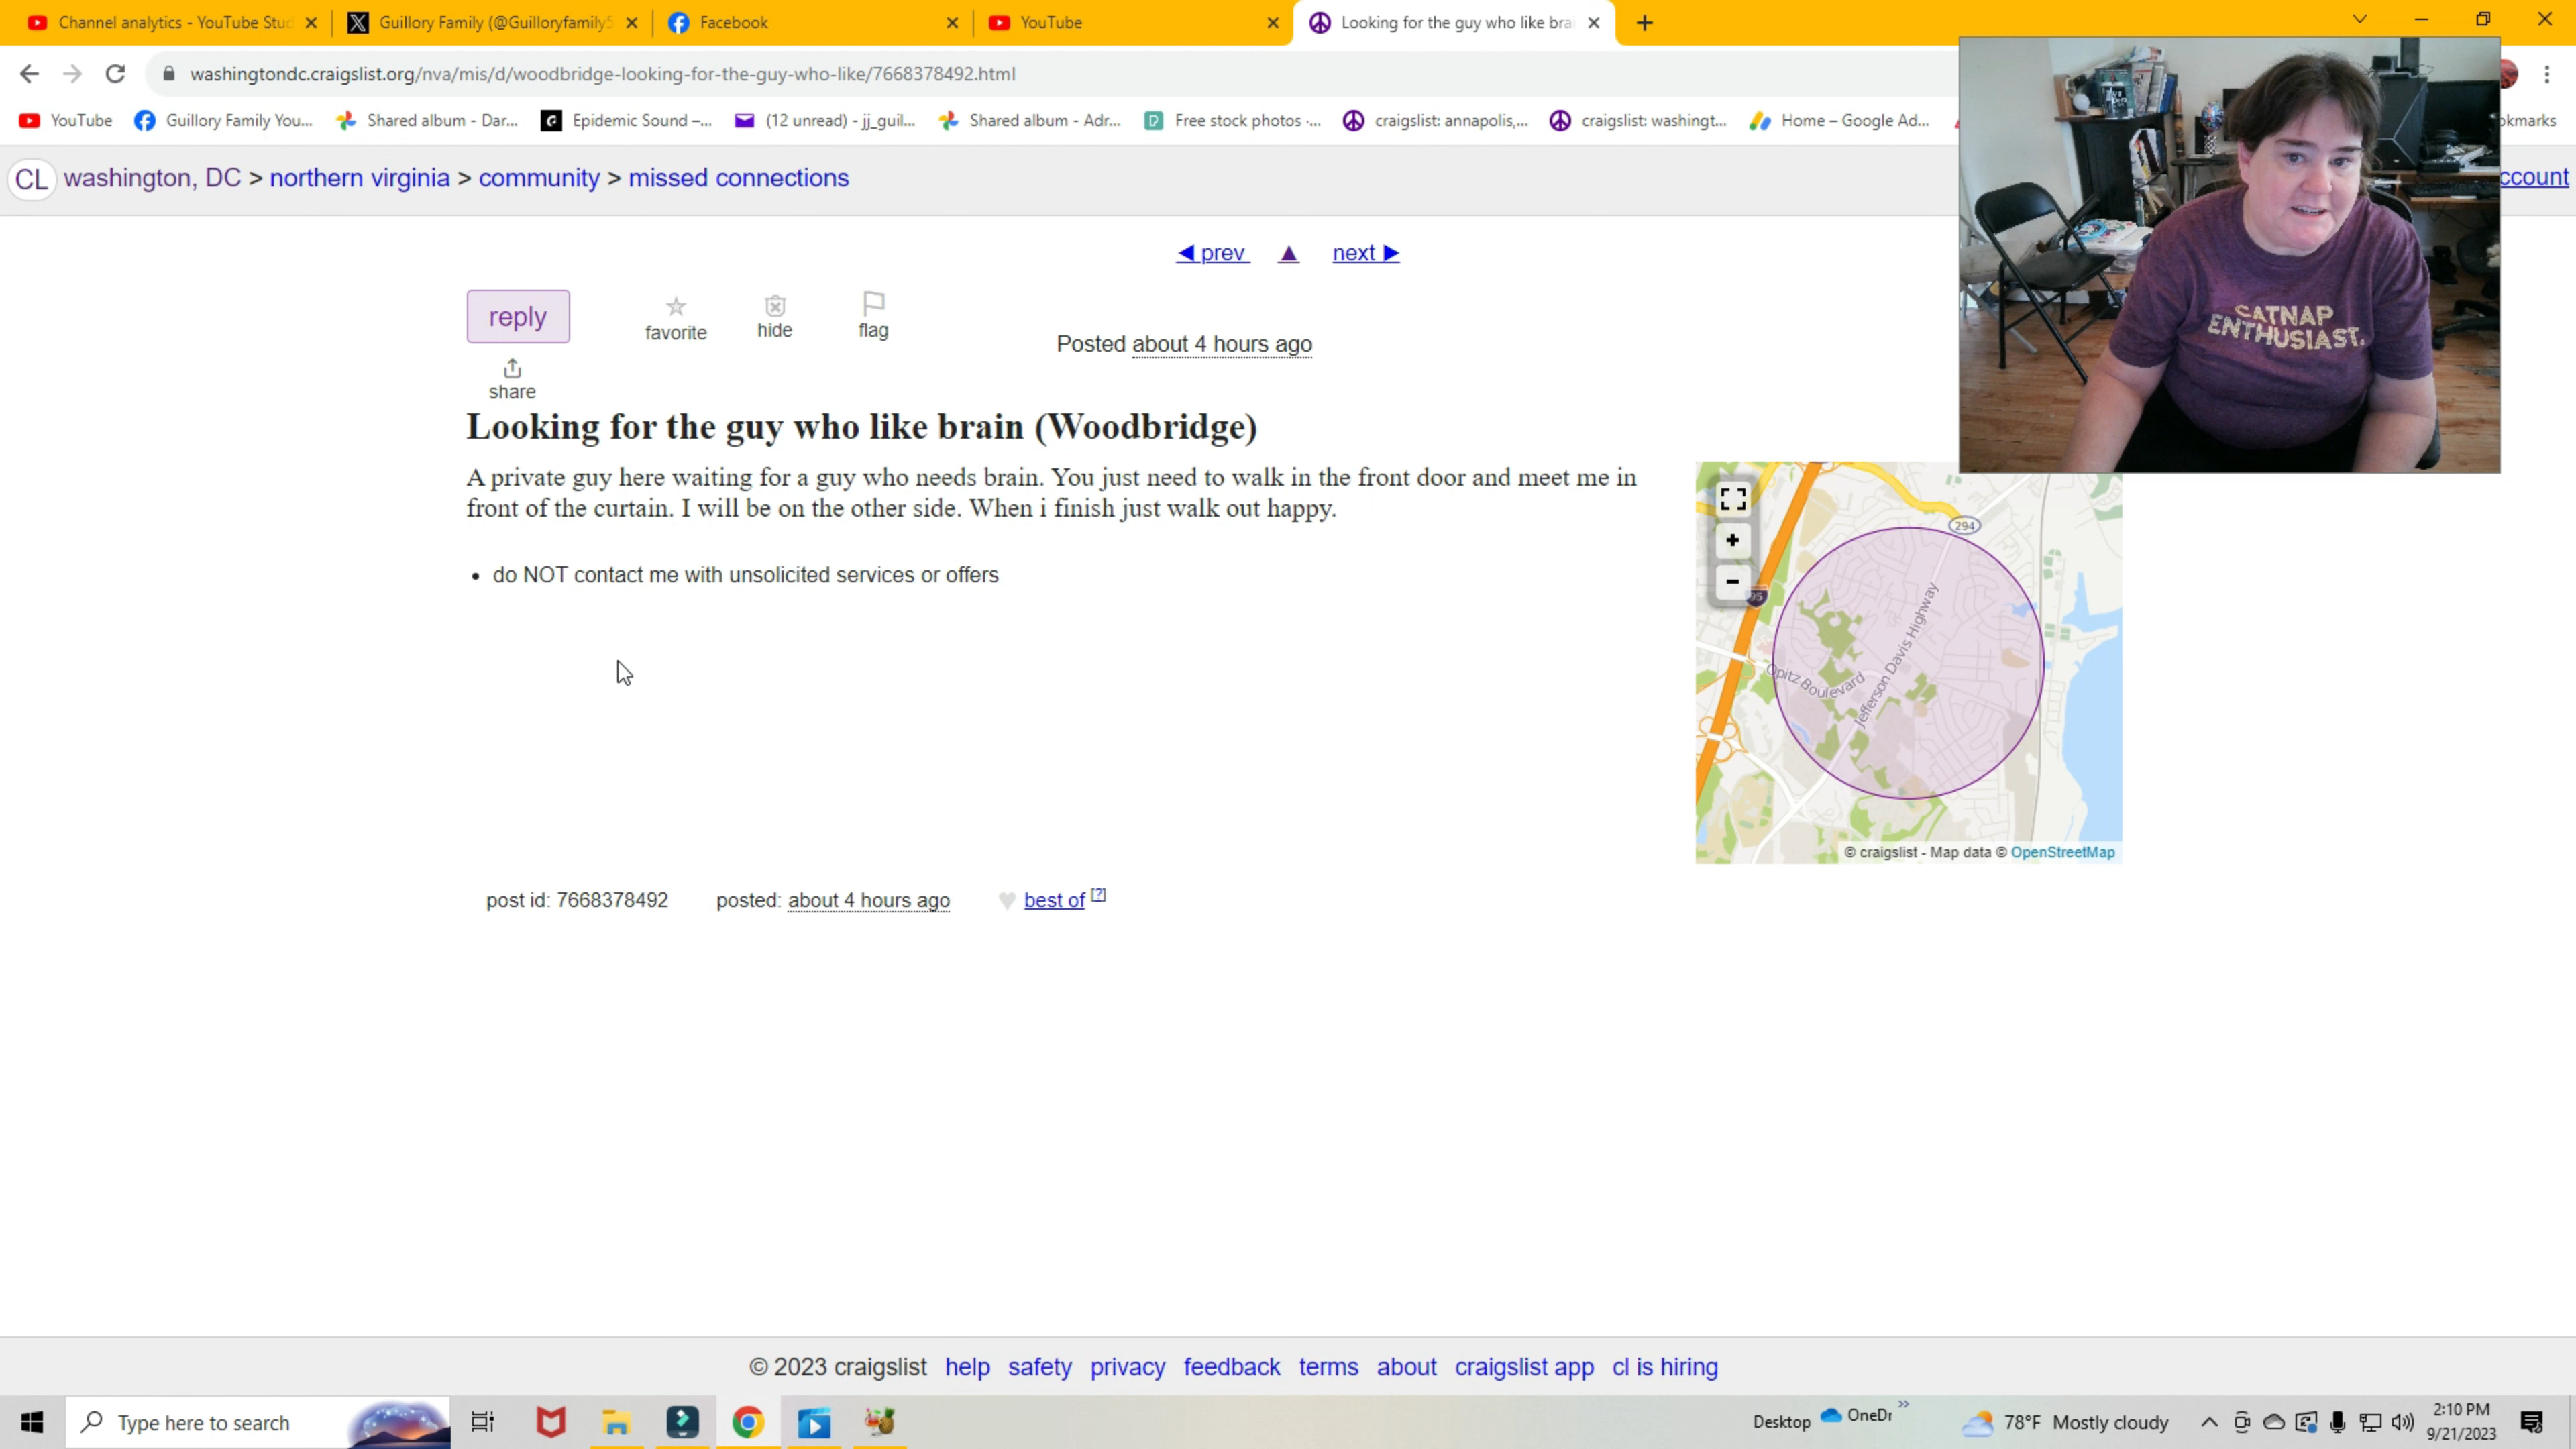 Channel analytics - YouTube Stud
Guillory Family (@Guilloryfamily5
Facebook
YouTube
Looking for the guy who like brai
washingtondc.craigslist.org/nva/mis/d/woodbridge-looking-for-the-guy-who-like/7668378492.html
YouTube
Guillory Family You...
Shared album - Dar...
Epidemic Sound –...
(12 unread) - jj_guil...
Shared album - Adr...
Free stock photos ·...
craigslist: annapolis,...
craigslist: washingt...
Home – Google Ad...
okmarks
CL washington, DC > northern virginia > community > missed connections
ccount
◀ prev ▲ next ▶
reply
favorite
hide
flag
Posted about 4 hours ago
share
CATNAP
ENTHUSIAST.
Looking for the guy who like brain (Woodbridge)
A private guy here waiting for a guy who needs brain. You just need to walk in the front door and meet me in
front of the curtain. I will be on the other side. When i finish just walk out happy.
• do NOT contact me with unsolicited services or offers
+
-
294
95
Jefferson Davis Highway
Opitz Boulevard
© craigslist - Map data © OpenStreetMap
post id: 7668378492
posted: about 4 hours ago
best of [?]
© 2023 craigslist help safety privacy feedback terms about craigslist app cl is hiring
Type here to search
Desktop
OneDr
78°F Mostly cloudy
2:10 PM
9/21/2023